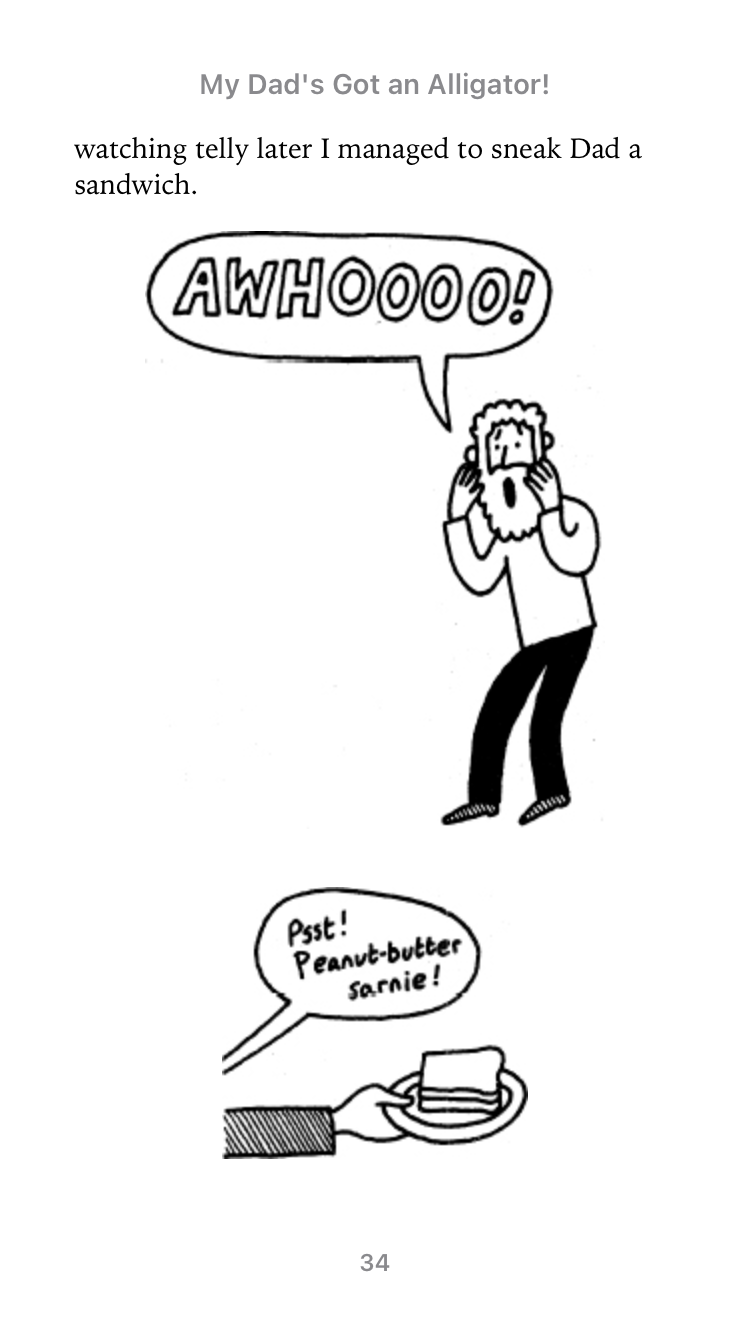 My Dad's Got an Alligator!
watching telly later I managed to sneak Dad a
sandwich.
AWHOOOO!
Psst!
Peanut-butter
sarnie!
34